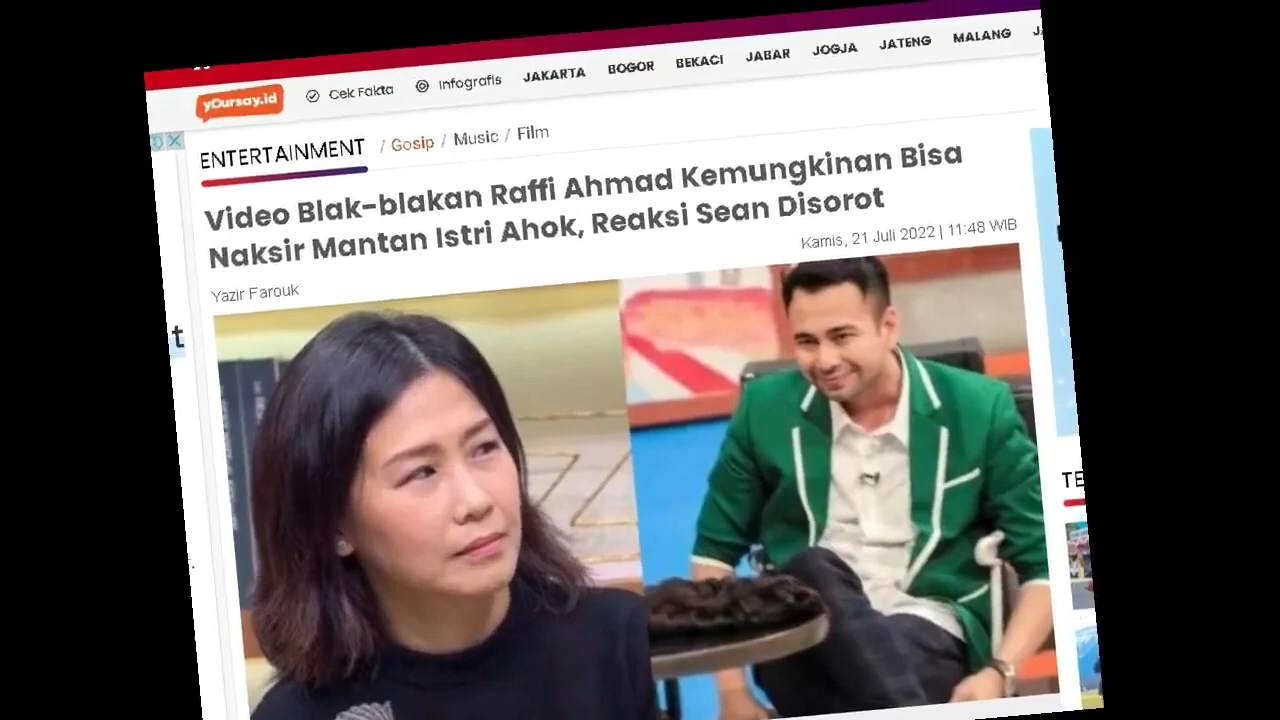 yOursay.id
Cek Fakta
Infografis
JAKARTA
BOGOR
BEKACI
JABAR
JOGJA
JATENG
MALANG
ENTERTAINMENT / Gosip / Music / Film
Video Blak-blakan Raffi Ahmad Kemungkinan Bisa
Naksir Mantan Istri Ahok, Reaksi Sean Disorot
Kamis, 21 Juli 2022 | 11:48 WIB
Yazir Farouk